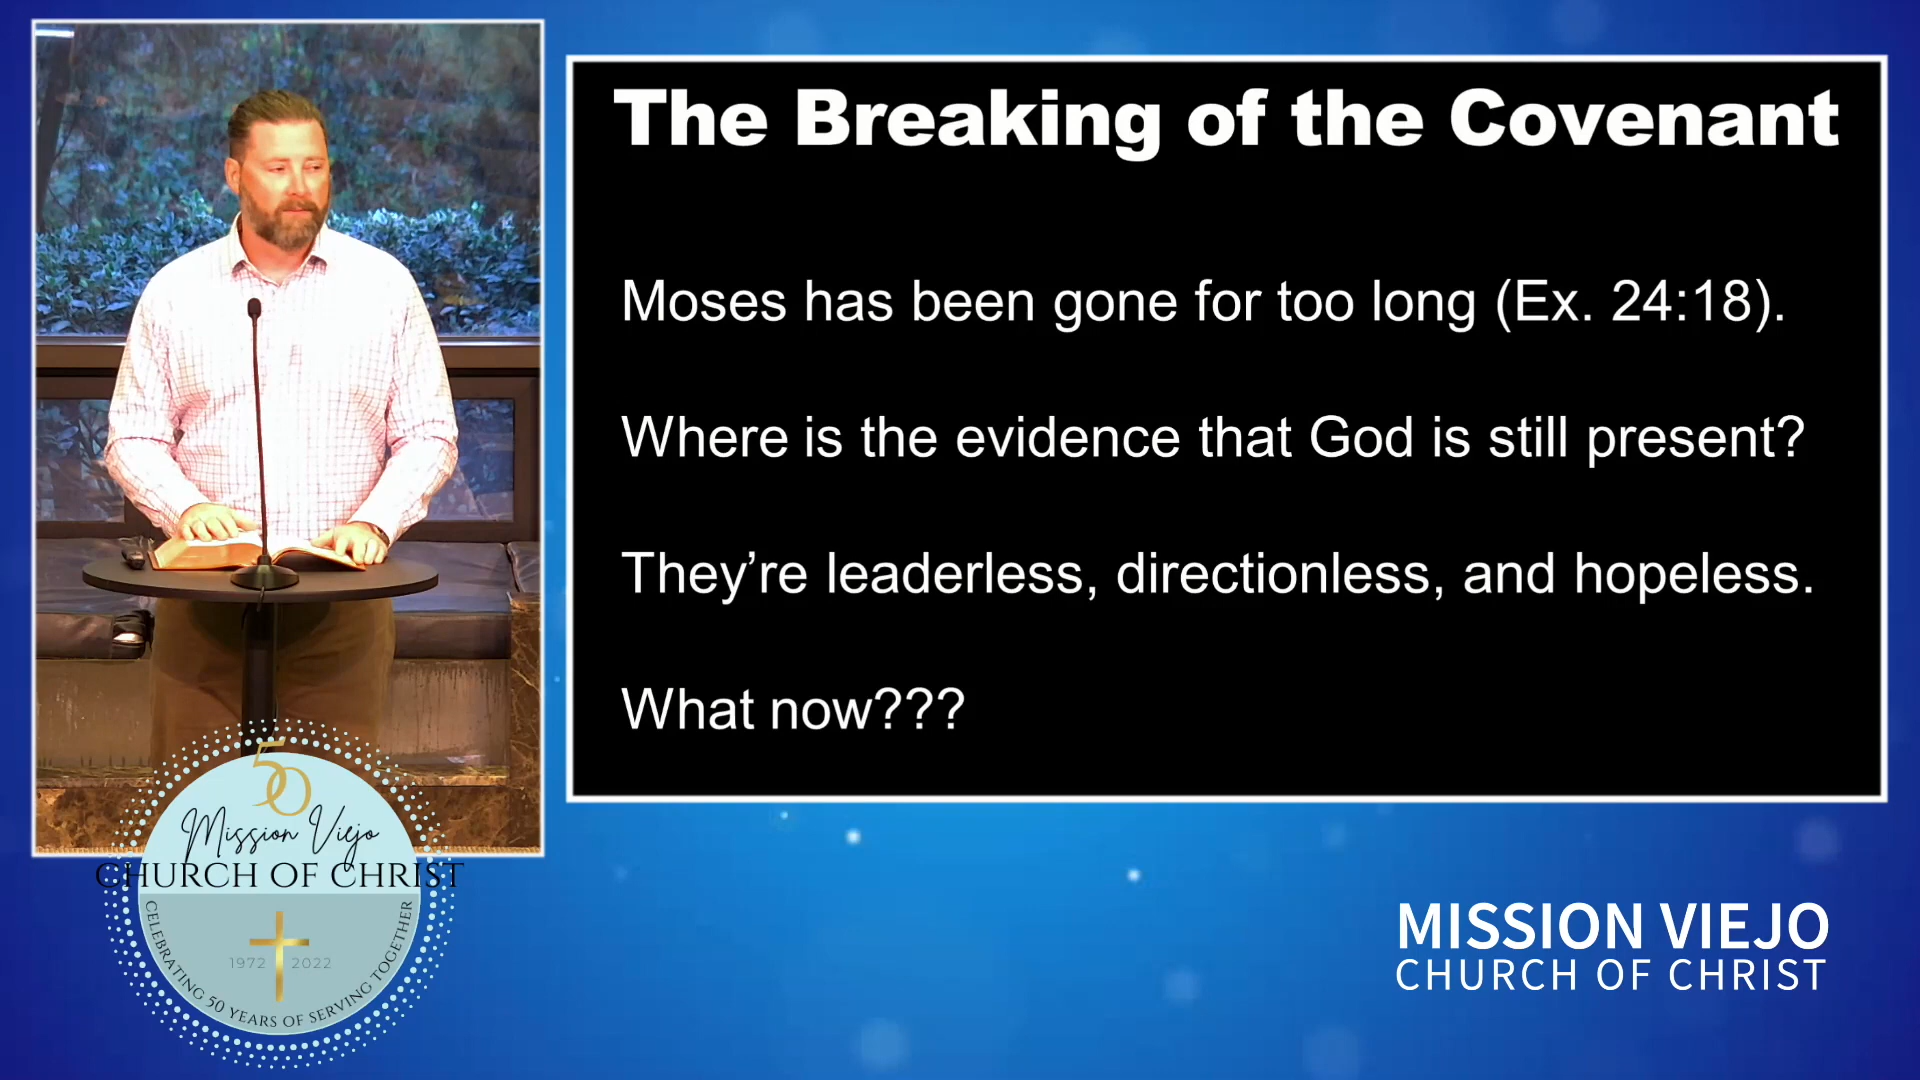 The Breaking of the Covenant
Moses has been gone for too long (Ex. 24:18).
Where is the evidence that God is still present?
They’re leaderless, directionless, and hopeless.
What now???
50
Mission Viejo
CHURCH OF CHRIST
1972 2022
CELEBRATING 50 YEARS OF SERVING TOGETHER
MISSION VIEJO
CHURCH OF CHRIST